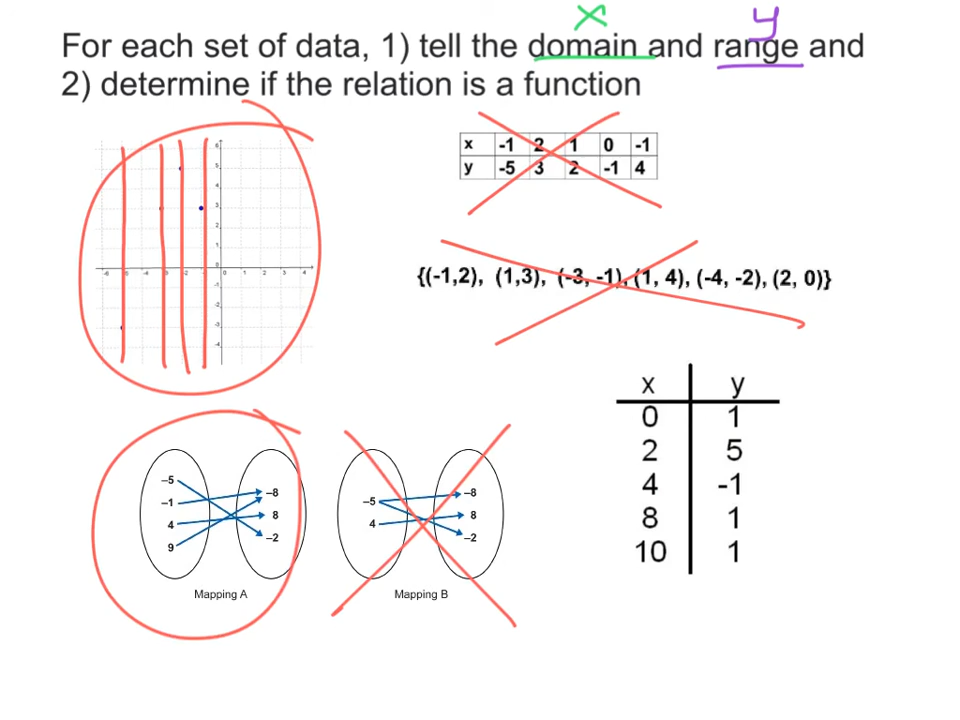 x y
For each set of data, 1) tell the domain and range and
2) determine if the relation is a function
x -1 2 1 0 -1
y -5 3 2 -1 4
{(-1,2), (1,3), (-3, -1), (1, 4), (-4, -2), (2, 0)}
x y
0 1
2 5
4 -1
8 1
10 1
–5 –8
–1
4 8
9 –2
Mapping A
–5 –8
4 8
–2
Mapping B